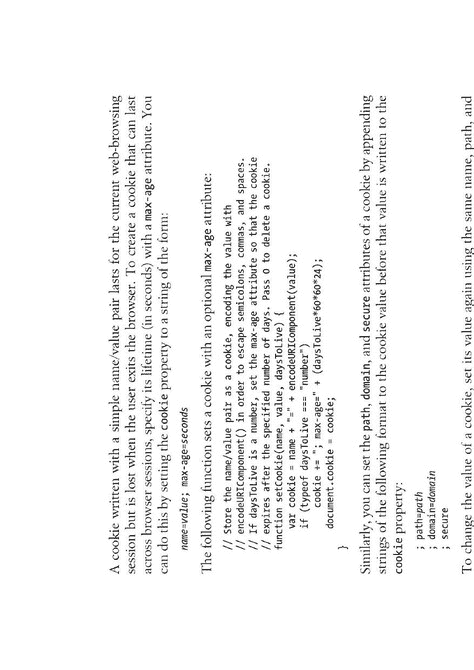 A cookie written with a simple name/value pair lasts for the current web-browsing
session but is lost when the user exits the browser. To create a cookie that can last
across browser sessions, specify its lifetime (in seconds) with a max-age attribute. You
can do this by setting the cookie property to a string of the form:
name=value; max-age=seconds
The following function sets a cookie with an optional max-age attribute:
// Store the name/value pair as a cookie, encoding the value with
// encodeURIComponent() in order to escape semicolons, commas, and spaces.
// If daysToLive is a number, set the max-age attribute so that the cookie
// expires after the specified number of days. Pass 0 to delete a cookie.
function setCookie(name, value, daysToLive) {
var cookie = name + "=" + encodeURIComponent(value);
if (typeof daysToLive === "number")
cookie += "; max-age=" + (daysToLive*60*60*24);
document.cookie = cookie;
}
Similarly, you can set the path, domain, and secure attributes of a cookie by appending
strings of the following format to the cookie value before that value is written to the
cookie property:
; path=path
; domain=domain
; secure
To change the value of a cookie, set its value again using the same name, path, and